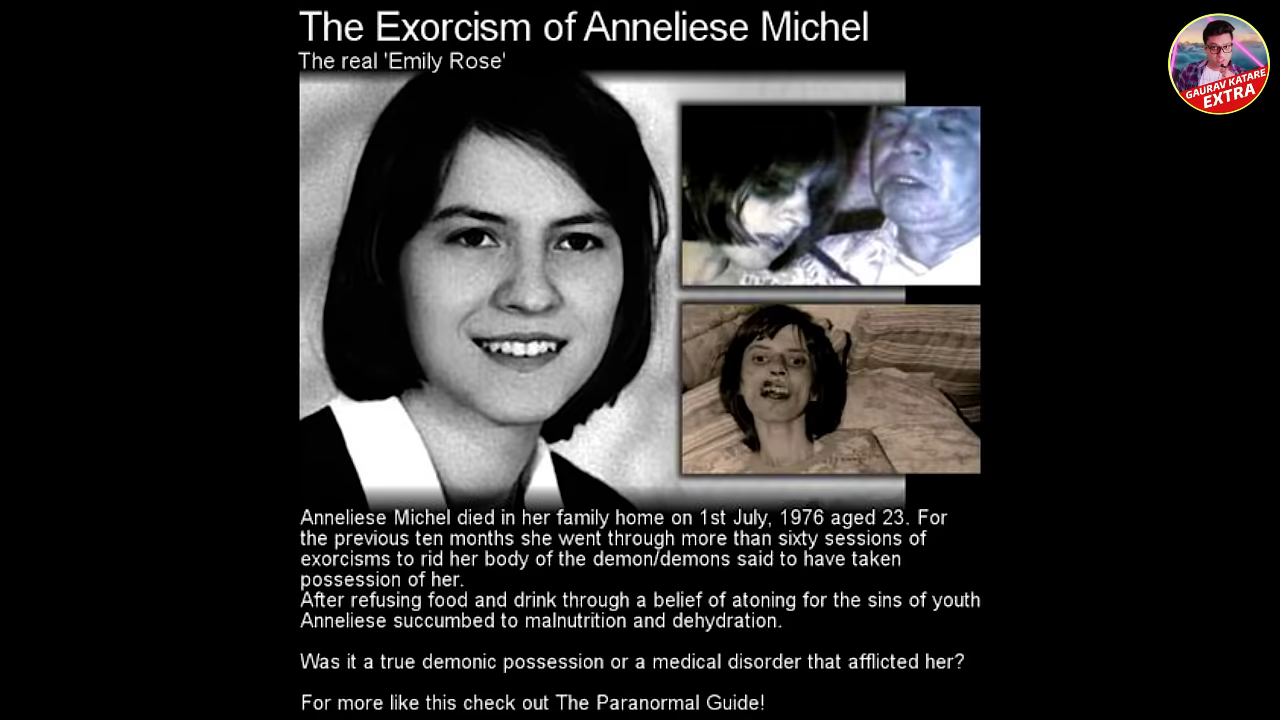 The Exorcism of Anneliese Michel
The real 'Emily Rose'
GAURAV KATARE
EXTRA
Anneliese Michel died in her family home on 1st July, 1976 aged 23. For
the previous ten months she went through more than sixty sessions of
exorcisms to rid her body of the demon/demons said to have taken
possession of her.
After refusing food and drink through a belief of atoning for the sins of youth
Anneliese succumbed to malnutrition and dehydration.
Was it a true demonic possession or a medical disorder that afflicted her?
For more like this check out The Paranormal Guide!